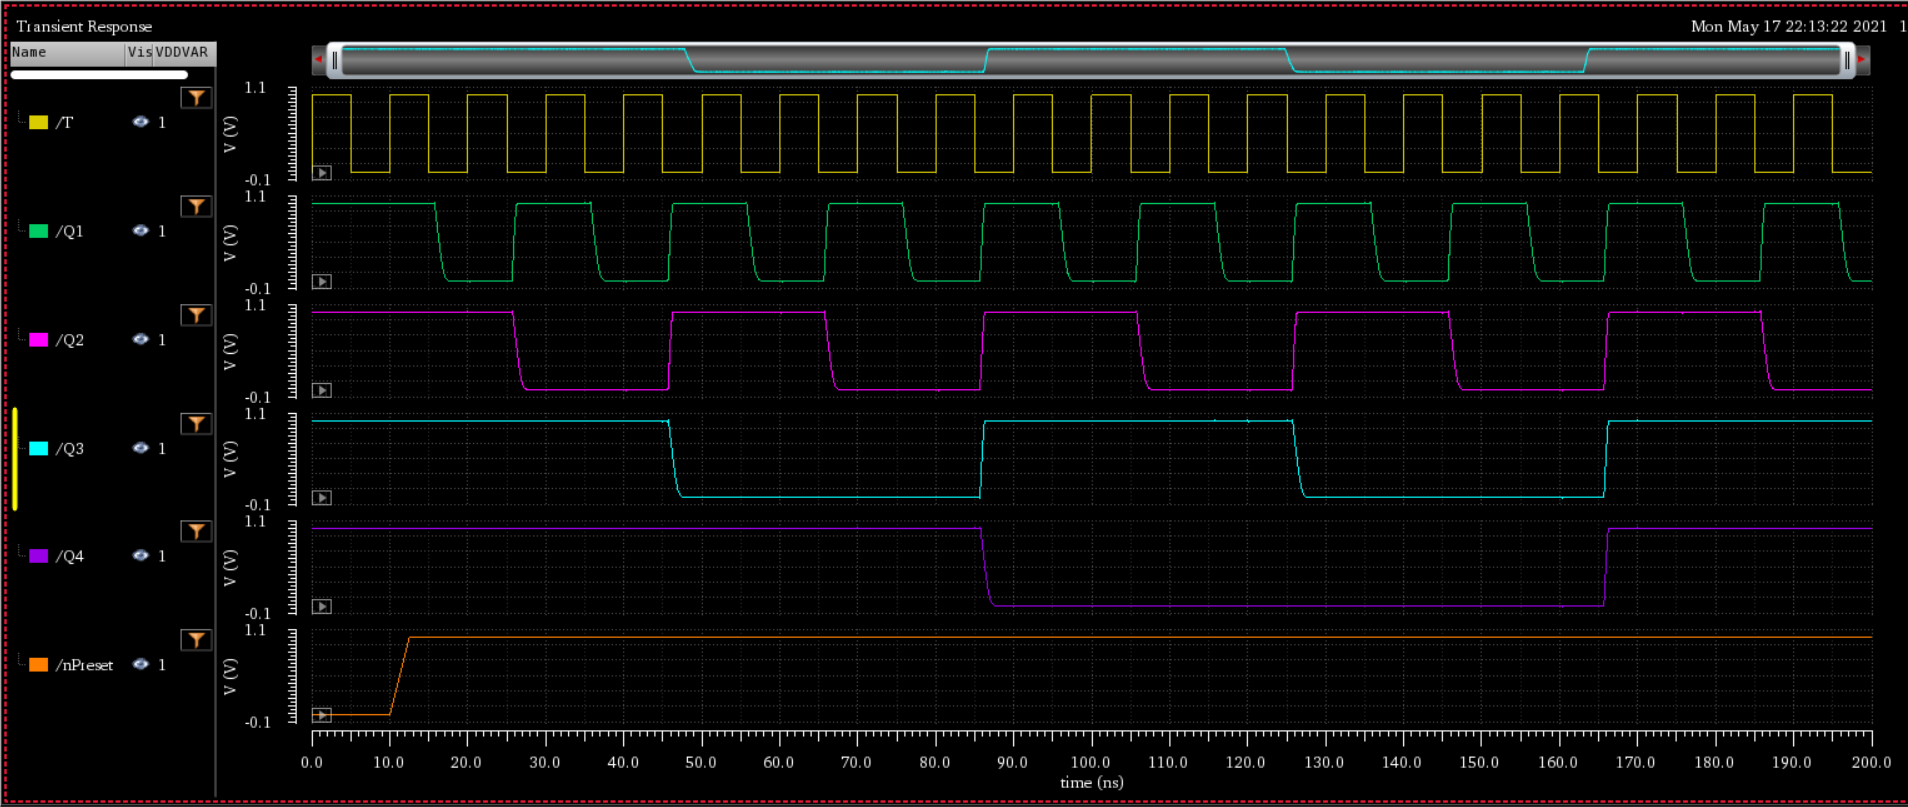 Transient Response
Mon May 17 22:13:22 2021 1
Name Vis VDDVAR
/T 1
1.1
V (V)
-0.1
/Q1 1
1.1
V (V)
-0.1
/Q2 1
1.1
V (V)
-0.1
/Q3 1
1.1
V (V)
-0.1
/Q4 1
1.1
V (V)
-0.1
/nPreset 1
1.1
V (V)
-0.1
0.0 10.0 20.0 30.0 40.0 50.0 60.0 70.0 80.0 90.0 100.0 110.0 120.0 130.0 140.0 150.0 160.0 170.0 180.0 190.0 200.0
time (ns)